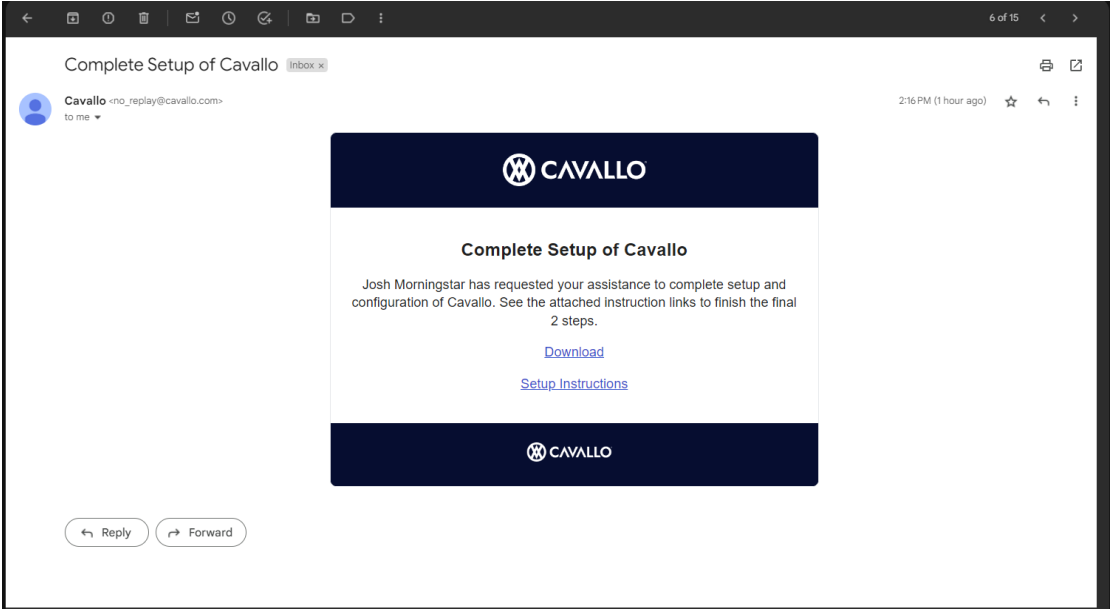 6 of 15
Complete Setup of Cavallo Inbox ×
Cavallo <no_replay@cavallo.com>
2:16 PM (1 hour ago)
to me
CAVALLO
Complete Setup of Cavallo
Josh Morningstar has requested your assistance to complete setup and
configuration of Cavallo. See the attached instruction links to finish the final
2 steps.
Download
Setup Instructions
CAVALLO
Reply
Forward